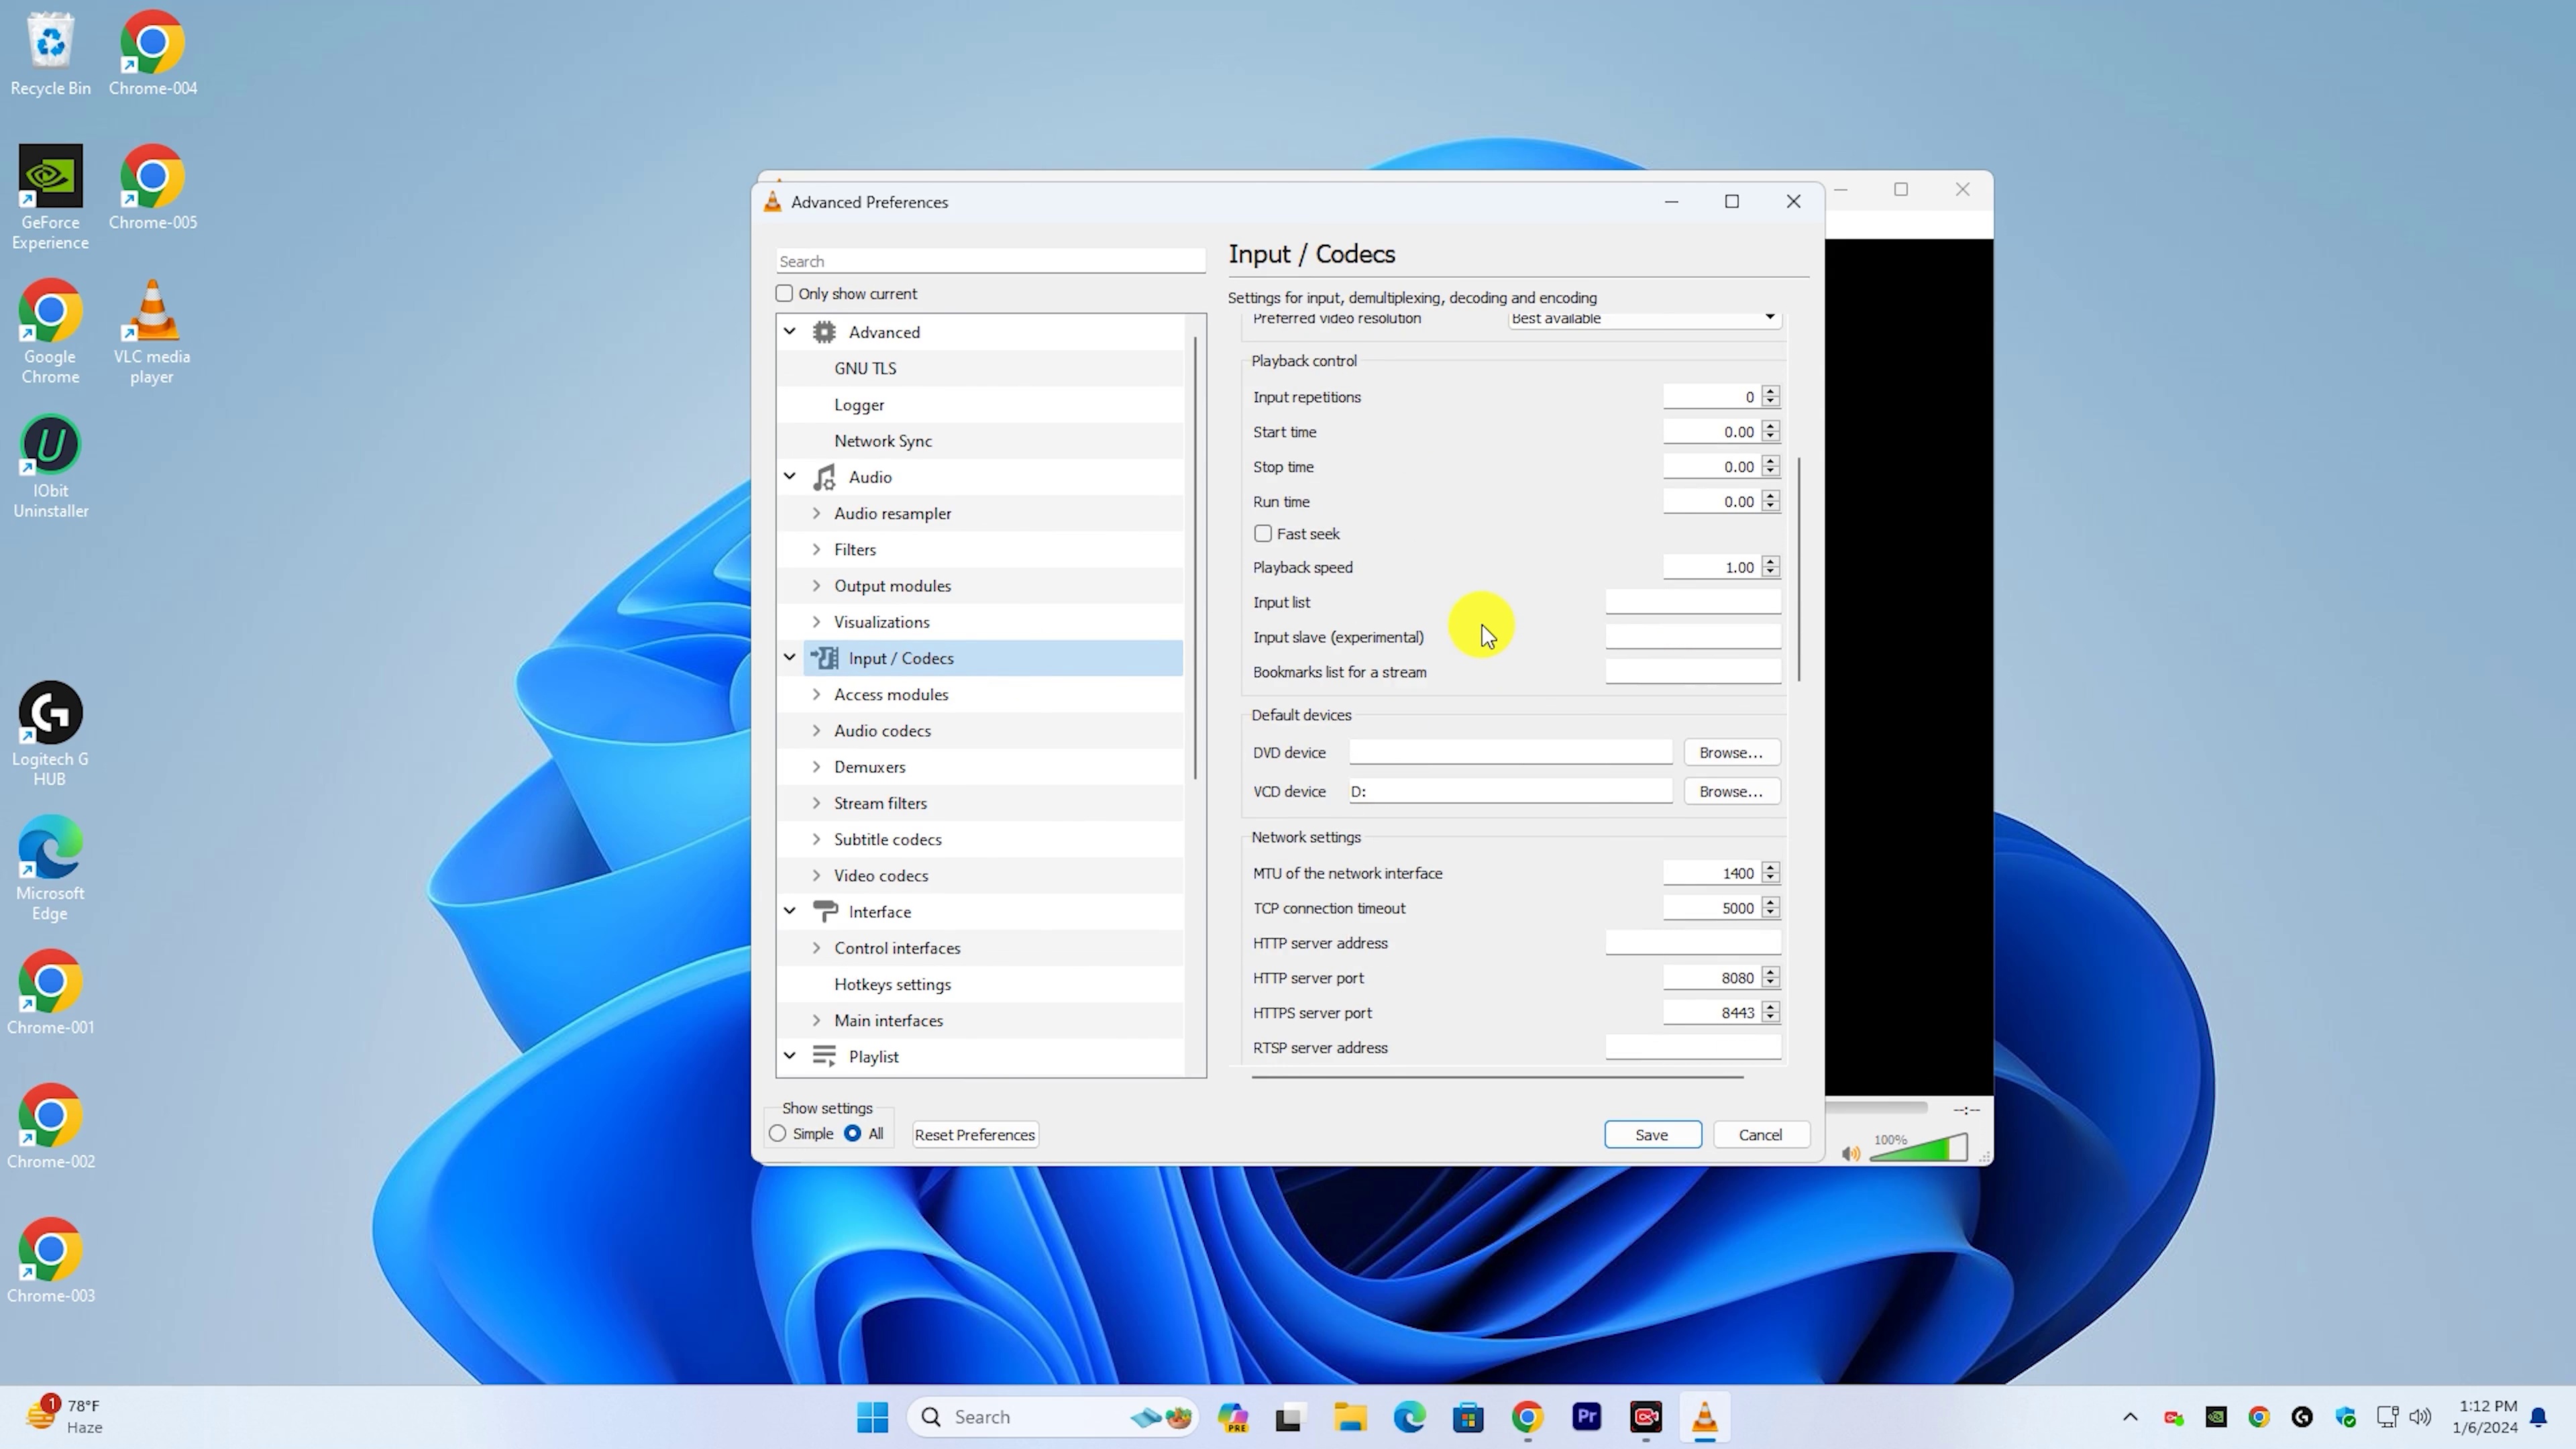 Recycle Bin
Chrome-004
GeForce
Experience
Chrome-005
Google
Chrome
VLC media
player
IObit
Uninstaller
Logitech G
HUB
Microsoft
Edge
Chrome-001
Chrome-002
Chrome-003
Advanced Preferences
Search
Only show current
Advanced
GNU TLS
Logger
Network Sync
Audio
Audio resampler
Filters
Output modules
Visualizations
Input / Codecs
Access modules
Audio codecs
Demuxers
Stream filters
Subtitle codecs
Video codecs
Interface
Control interfaces
Hotkeys settings
Main interfaces
Playlist
Input / Codecs
Settings for input, demultiplexing, decoding and encoding
Preferred video resolution Best available
Playback control
Input repetitions 0
Start time 0.00
Stop time 0.00
Run time 0.00
Fast seek
Playback speed 1.00
Input list
Input slave (experimental)
Bookmarks list for a stream
Default devices
DVD device Browse...
VCD device D: Browse...
Network settings
MTU of the network interface 1400
TCP connection timeout 5000
HTTP server address
HTTP server port 8080
HTTPS server port 8443
RTSP server address
Show settings
Simple All Reset Preferences Save Cancel
--:--
100%
1
78°F
Haze
Search
PRE
Pr
1:12 PM
1/6/2024